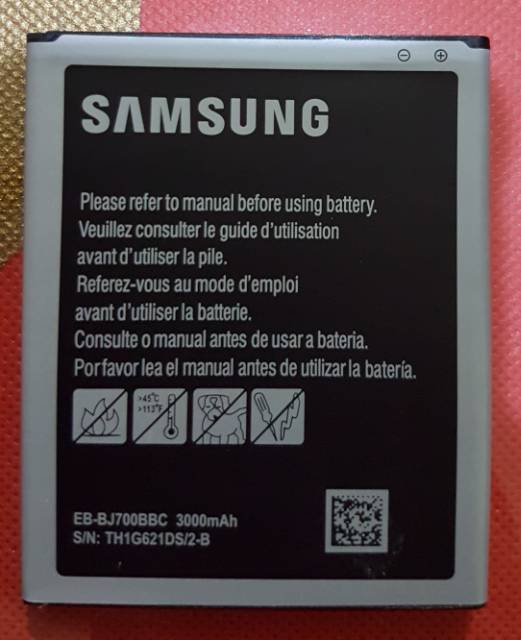 SAMSUNG
Please refer to manual before using battery.
Veuillez consulter le guide d'utilisation
avant d'utiliser la pile.
Referez-vous au mode d'emploi
avant d'utiliser la batterie.
Consulte o manual antes de usar a bateria.
Por favor lea el manual antes de utilizar la batería.
>45°C
>113°F
EB-BJ700BBC 3000mAh
S/N: TH1G621DS/2-B